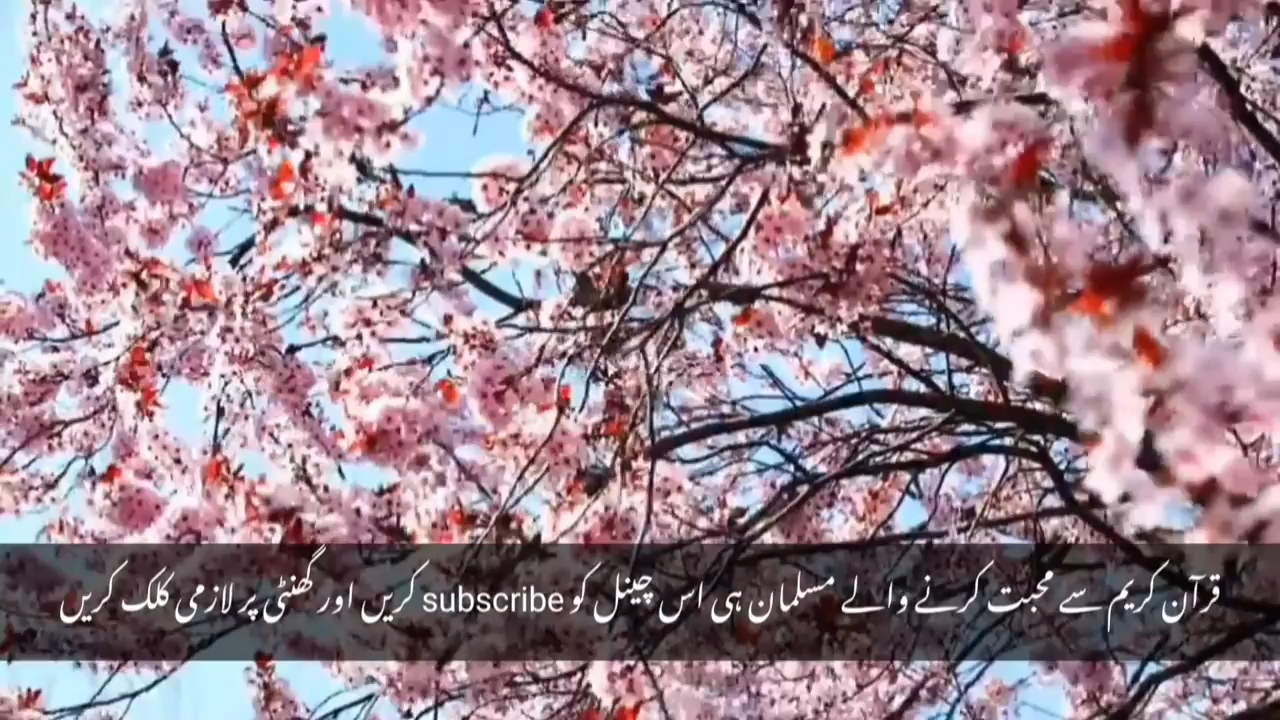 قرآن کریم سے محبت کرنے والے مسلمان ہی اس چینل کو subscribe کریں اور گھنٹی پر لازمی کلک کریں